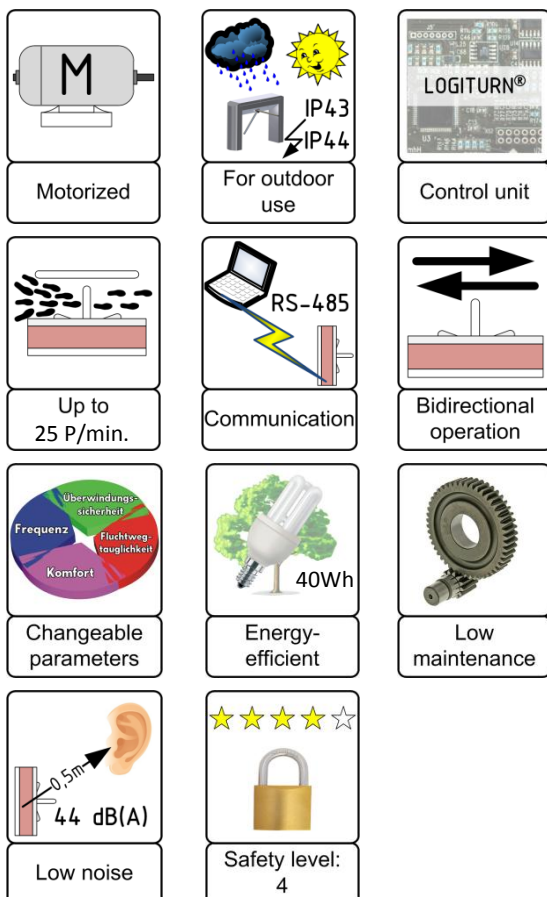 M
Motorized
IP43
IP44
For outdoor
use
LOGITURN®
U3
Control unit
Up to
25 P/min.
RS-485
Communication
Bidirectional
operation
Überwindungs-
sicherheit
Frequenz
Fluchtweg-
tauglichkeit
Komfort
Changeable
parameters
40Wh
Energy-
efficient
Low
maintenance
0,5m
44 dB(A)
Low noise
Safety level:
4